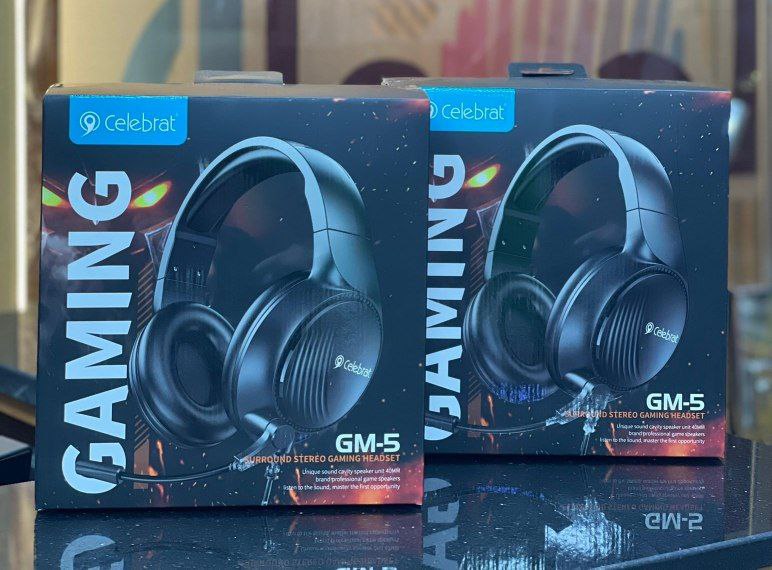 Celebrat
GAMING
Celebrat
GM-5
SURROUND STEREO GAMING HEADSET
Unique sound cavity speaker unit 40MR
brand professional game speakers
listen to the sound, master the first opportunity
Celebrat
GAMING
Celebrat
GM-5
SURROUND STEREO GAMING HEADSET
Unique sound cavity speaker unit 40MR
brand professional game speakers
listen to the sound, master the first opportunity